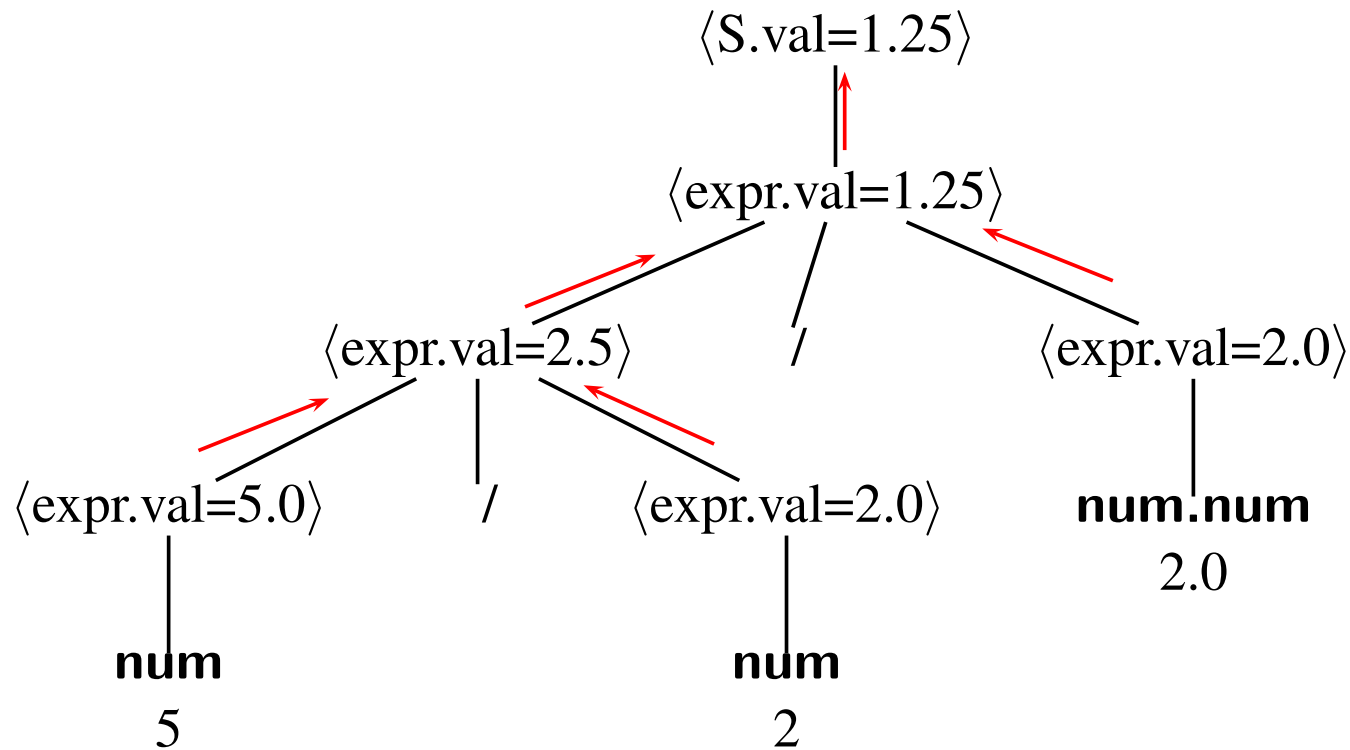 ⟨S.val=1.25⟩
⟨expr.val=1.25⟩
⟨expr.val=2.5⟩ / ⟨expr.val=2.0⟩
⟨expr.val=5.0⟩ / ⟨expr.val=2.0⟩ num.num
2.0
num num
5 2